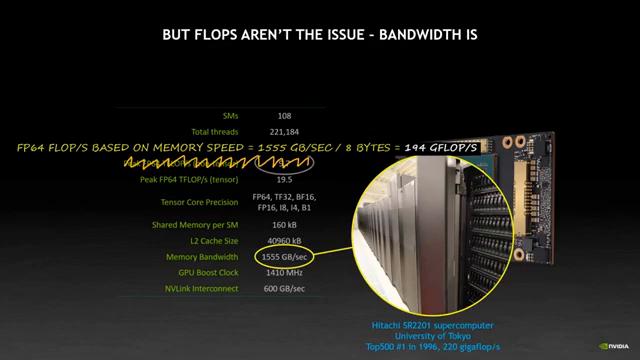 BUT FLOPS AREN'T THE ISSUE – BANDWIDTH IS
SMs 108
Total threads 221,184
FP64 FLOP/S BASED ON MEMORY SPEED = 1555 GB/SEC / 8 BYTES = 194 GFLOP/S
Peak FP64 TFLOP/s (tensor) 19.5
Tensor Core Precision FP64, TF32, BF16,
FP16, I8, I4, B1
Shared Memory per SM 160 kB
L2 Cache Size 40960 kB
Memory Bandwidth 1555 GB/sec
GPU Boost Clock 1410 MHz
NVLink Interconnect 600 GB/sec
Hitachi SR2201 supercomputer
University of Tokyo
Top500 #1 in 1996, 220 gigaflop/s
NVIDIA